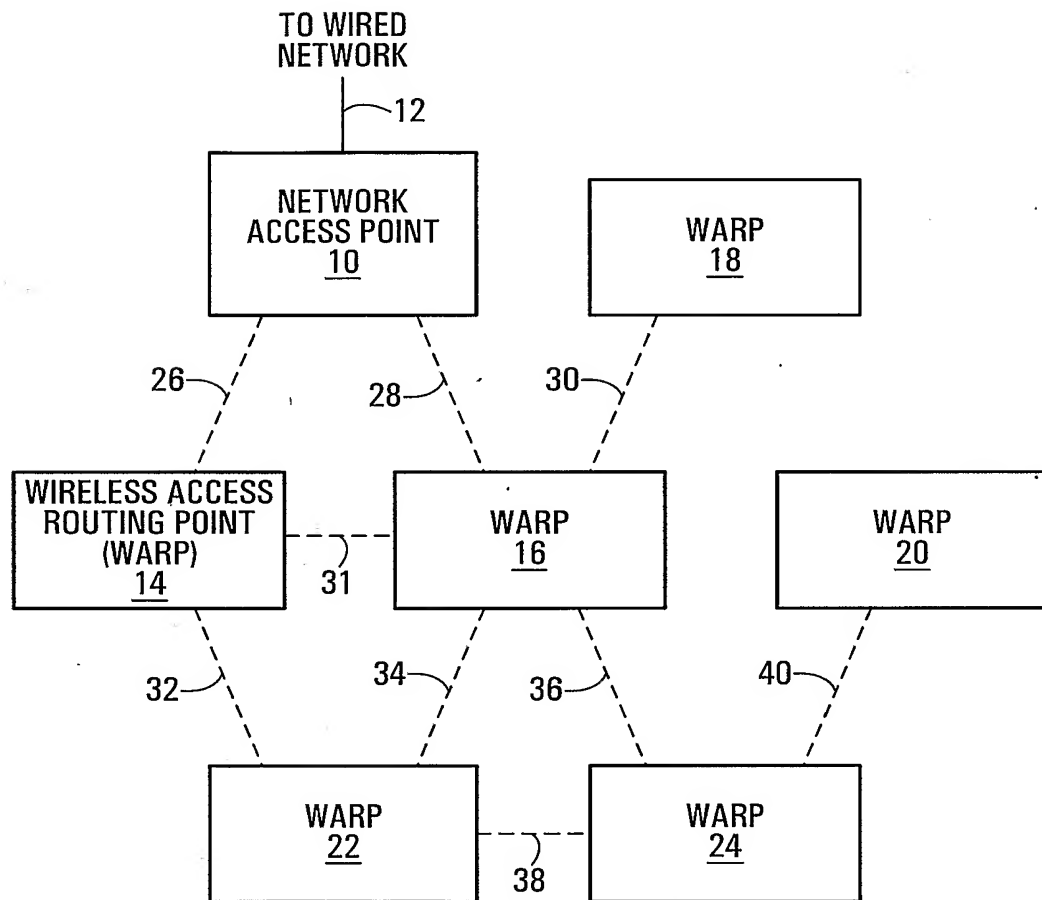 TO WIRED
NETWORK
12
NETWORK
ACCESS POINT
10
WARP
18
26
28
30
WIRELESS ACCESS
ROUTING POINT
(WARP)
14
31
WARP
16
WARP
20
32
34
36
40
WARP
22
38
WARP
24